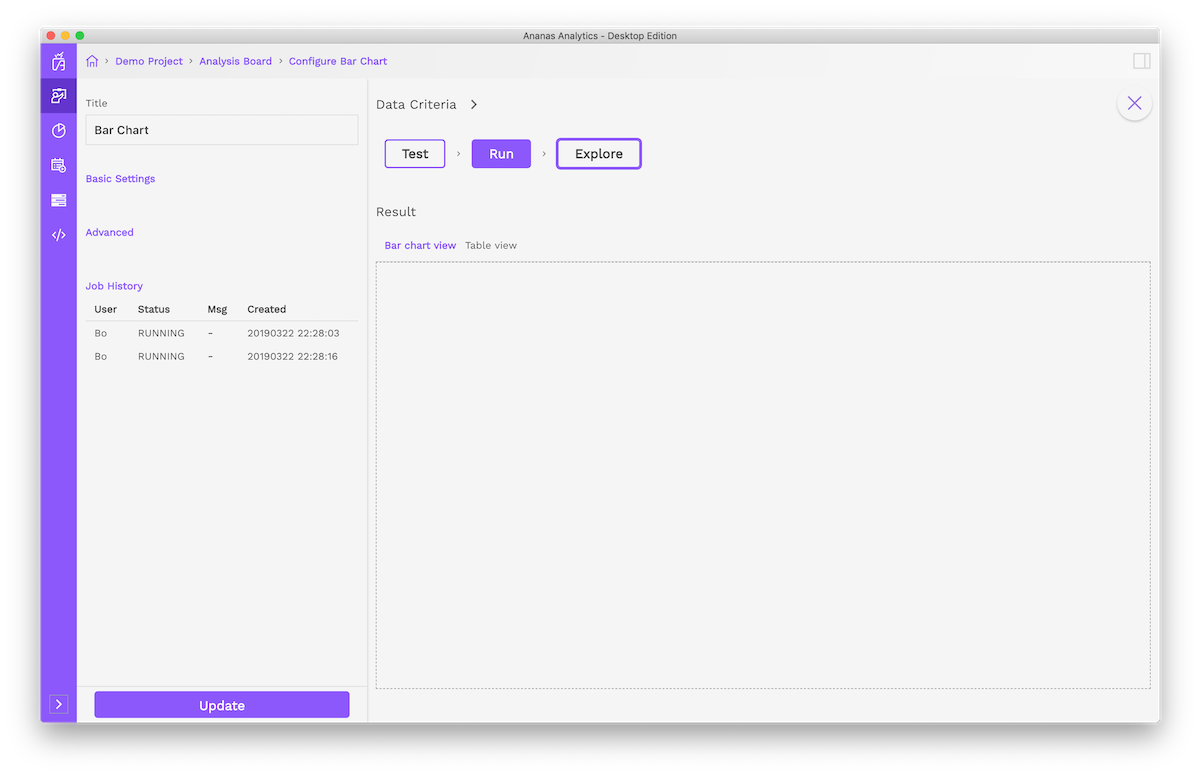 Ananas Analytics - Desktop Edition
Demo Project › Analysis Board › Configure Bar Chart
Title
Bar Chart
Basic Settings
Advanced
Job History
User Status Msg Created
Bo RUNNING – 20190322 22:28:03
Bo RUNNING – 20190322 22:28:16
Update
Data Criteria
Test › Run › Explore
Result
Bar chart view Table view